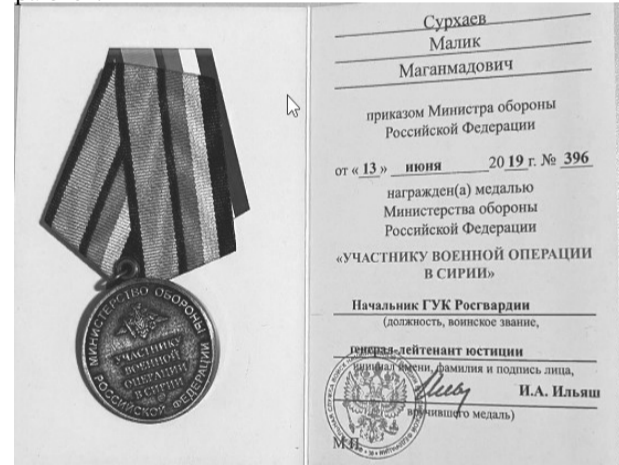 МИНИСТЕРСТВО ОБОРОНЫ
РОССИЙСКОЙ ФЕДЕРАЦИИ
УЧАСТНИКУ
ВОЕННОЙ
ОПЕРАЦИИ
В СИРИИ
Сурхаев
Малик
Маганмадович
приказом Министра обороны
Российской Федерации
от « 13 » июня 20 19 г. № 396
награжден(а) медалью
Министерства обороны
Российской Федерации
«УЧАСТНИКУ ВОЕННОЙ ОПЕРАЦИИ
В СИРИИ»
Начальник ГУК Росгвардии
(должность, воинское звание,
генерал-лейтенант юстиции
инициал имени, фамилия и подпись лица,
И.А. Ильяш
вручившего медаль)
М.П.